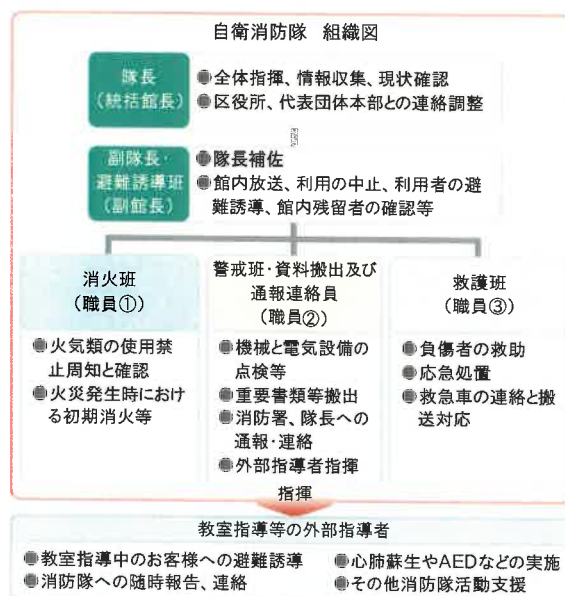 自衛消防隊 組織図
隊長
(統括館長)
●全体指揮、情報収集、現状確認
●区役所、代表団体本部との連絡調整
副隊長・
避難誘導班
(副館長)
●隊長補佐
●館内放送、利用の中止、利用者の避
難誘導、館内残留者の確認等
消火班
(職員①)
●火気類の使用禁
止周知と確認
●火災発生時におけ
る初期消火等
警戒班・資料搬出及び
通報連絡員
(職員②)
●機械と電気設備の
点検等
●重要書類等搬出
●消防署、隊長への
通報・連絡
●外部指導者指揮
救護班
(職員③)
●負傷者の救助
●応急処置
●救急車の連絡と搬
送対応
指揮
教室指導等の外部指導者
●教室指導中のお客様への避難誘導
●消防隊への随時報告、連絡
●心肺蘇生やAEDなどの実施
●その他消防隊活動支援